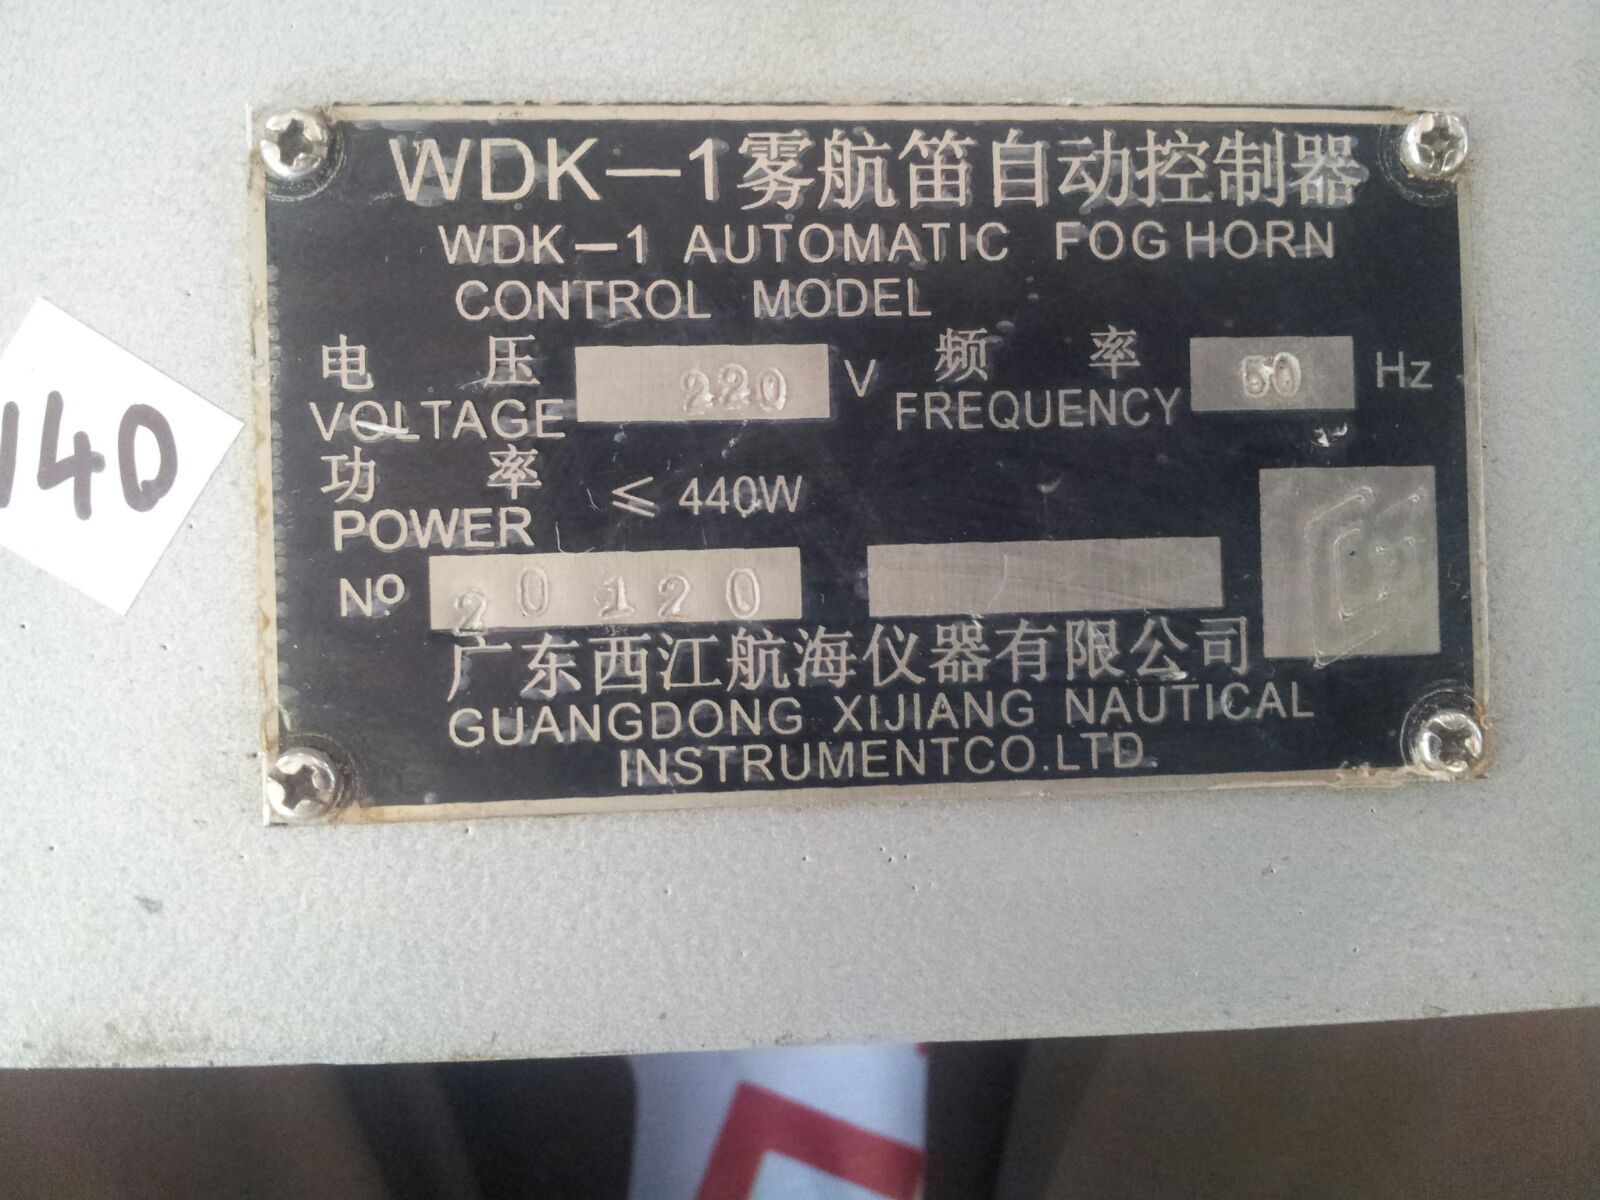 WDK—1雾航笛自动控制器
WDK—1 AUTOMATIC FOG HORN
CONTROL MODEL
电 压 220 V 频 率 Hz
VOLTAGE FREQUENCY
功 率 ≤ 440W
POWER
Nº 20120
广东西江航海仪器有限公司
GUANGDONG XIJIANG NAUTICAL
INSTRUMENTCO.LTD.
140